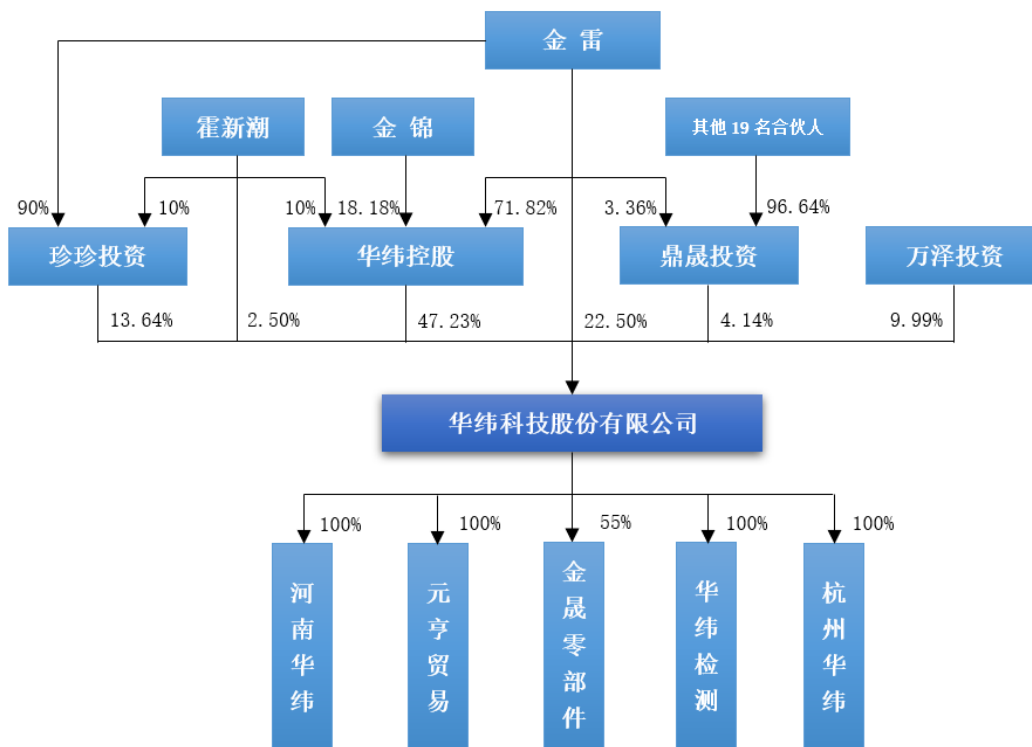 金 雷
霍新潮
金 锦
其他 19 名合伙人
90%
10%
10%
18.18%
71.82%
3.36%
96.64%
珍珍投资
华纬控股
鼎晟投资
万泽投资
13.64%
2.50%
47.23%
22.50%
4.14%
9.99%
华纬科技股份有限公司
100%
100%
55%
100%
100%
河南华纬
元亨贸易
金晟零部件
华纬检测
杭州华纬